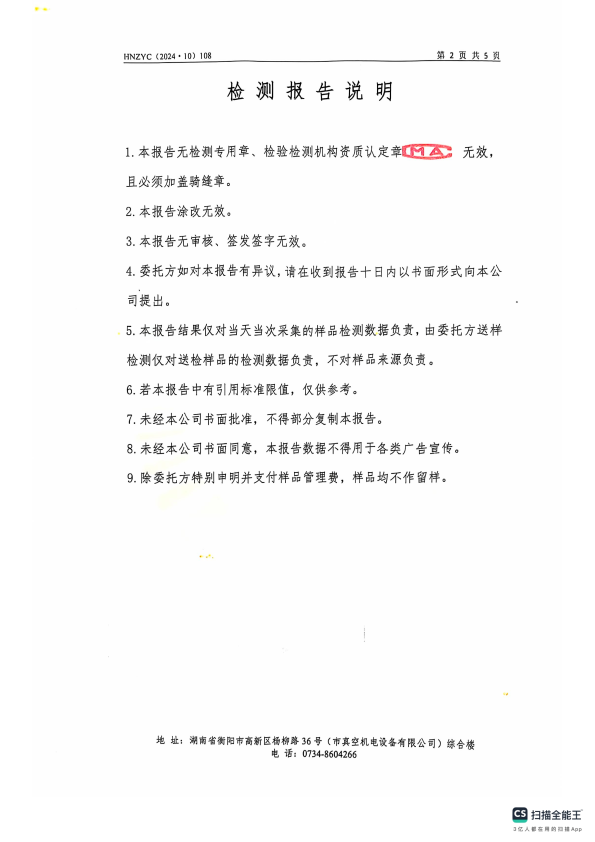 HNZYC（2024·10）108
第 2 页 共 5 页
检测报告说明
1.本报告无检测专用章、检验检测机构资质认定章 MA 无效，
且必须加盖骑缝章。
2.本报告涂改无效。
3.本报告无审核、签发签字无效。
4.委托方如对本报告有异议，请在收到报告十日内以书面形式向本公
司提出。
5.本报告结果仅对当天当次采集的样品检测数据负责，由委托方送样
检测仅对送检样品的检测数据负责，不对样品来源负责。
6.若本报告中有引用标准限值，仅供参考。
7.未经本公司书面批准，不得部分复制本报告。
8.未经本公司书面同意，本报告数据不得用于各类广告宣传。
9.除委托方特别申明并支付样品管理费，样品均不作留样。
地 址：湖南省衡阳市高新区杨柳路 36 号（市真空机电设备有限公司）综合楼
电 话：0734-8604266
CS 扫描全能王
3亿人都在用的扫描App